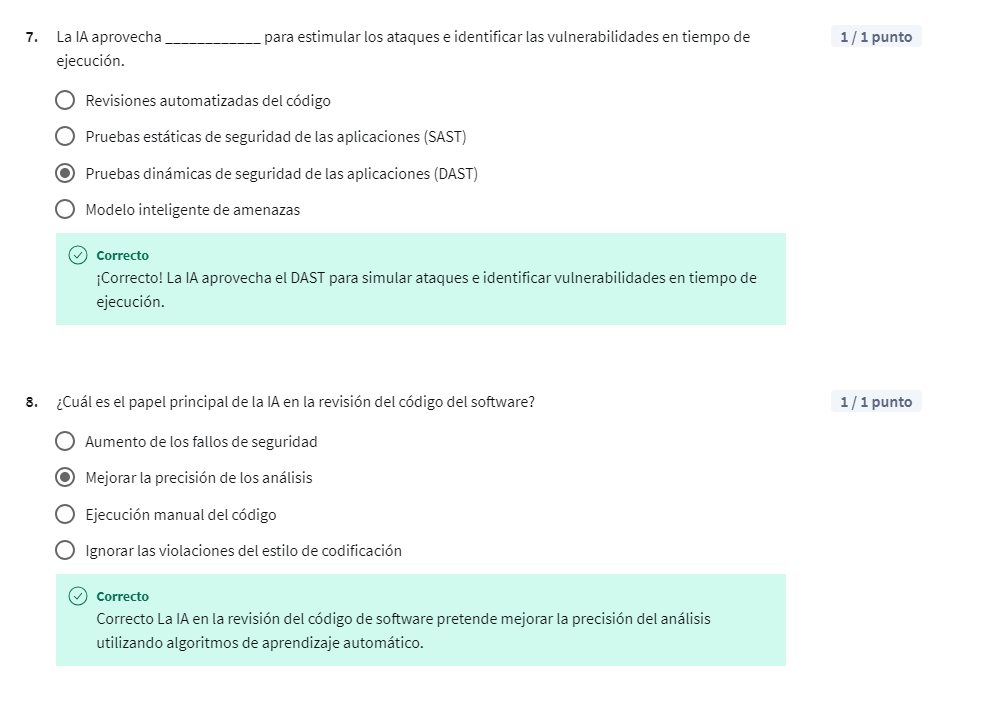 7. La IA aprovecha ____________ para estimular los ataques e identificar las vulnerabilidades en tiempo de
ejecución.
1 / 1 punto
Revisiones automatizadas del código
Pruebas estáticas de seguridad de las aplicaciones (SAST)
Pruebas dinámicas de seguridad de las aplicaciones (DAST)
Modelo inteligente de amenazas
Correcto
¡Correcto! La IA aprovecha el DAST para simular ataques e identificar vulnerabilidades en tiempo de
ejecución.
8. ¿Cuál es el papel principal de la IA en la revisión del código del software?
1 / 1 punto
Aumento de los fallos de seguridad
Mejorar la precisión de los análisis
Ejecución manual del código
Ignorar las violaciones del estilo de codificación
Correcto
Correcto La IA en la revisión del código de software pretende mejorar la precisión del análisis
utilizando algoritmos de aprendizaje automático.